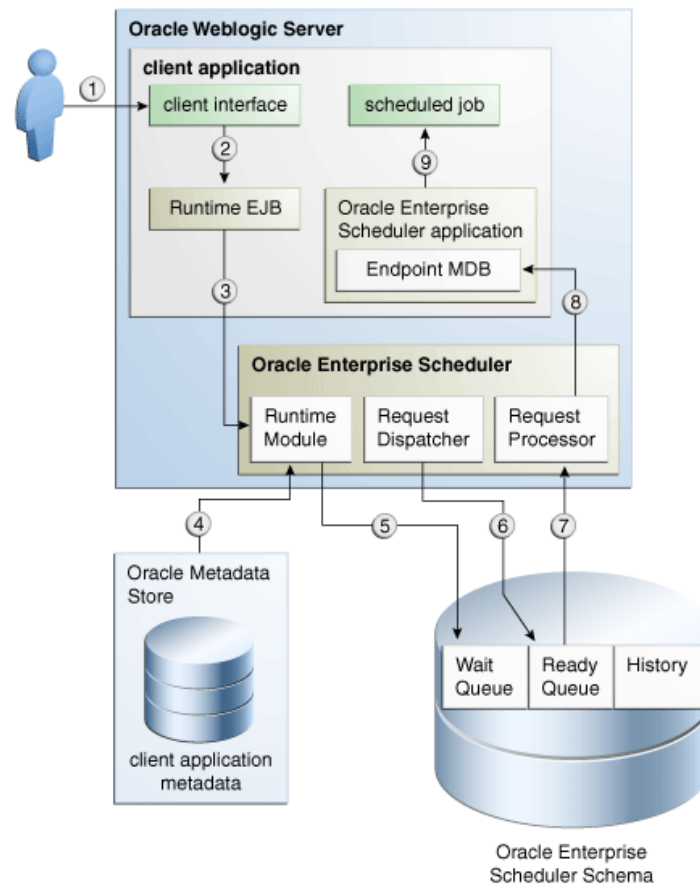 Oracle Weblogic Server
client application
1
client interface
scheduled job
2
9
Runtime EJB
Oracle Enterprise
Scheduler application
Endpoint MDB
3
8
Oracle Enterprise Scheduler
Runtime
Module
Request
Dispatcher
Request
Processor
4
5
6
7
Oracle Metadata
Store
client application
metadata
Wait
Queue
Ready
Queue
History
Oracle Enterprise
Scheduler Schema